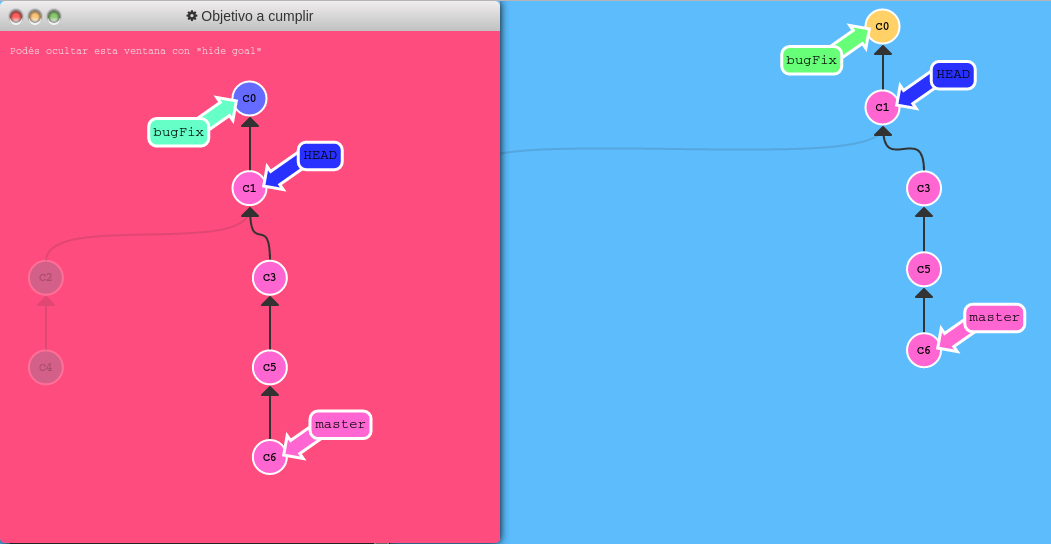 Objetivo a cumplir
Podés ocultar esta ventana con "hide goal"
C0
bugFix
HEAD
C1
C2
C3
C4
C5
master
C6
C0
bugFix
HEAD
C1
C3
C5
master
C6